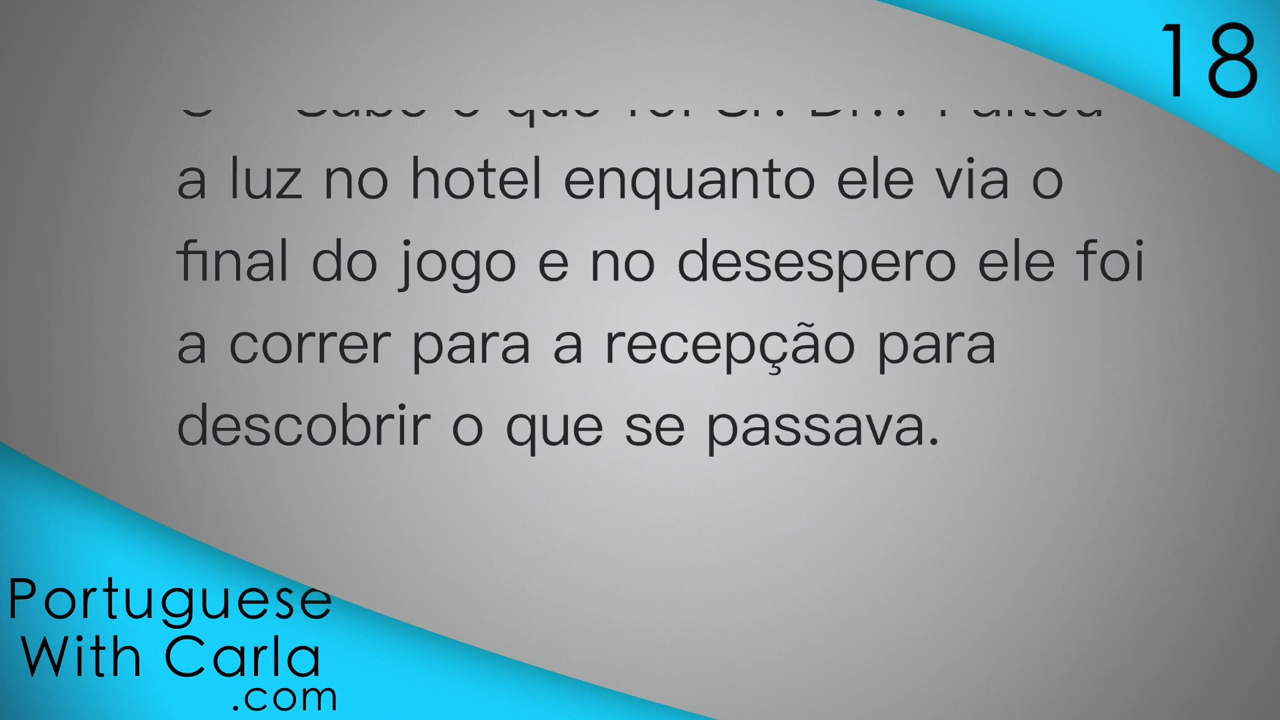 18
a luz no hotel enquanto ele via o
final do jogo e no desespero ele foi
a correr para a recepção para
descobrir o que se passava.
Portuguese
With Carla
.com